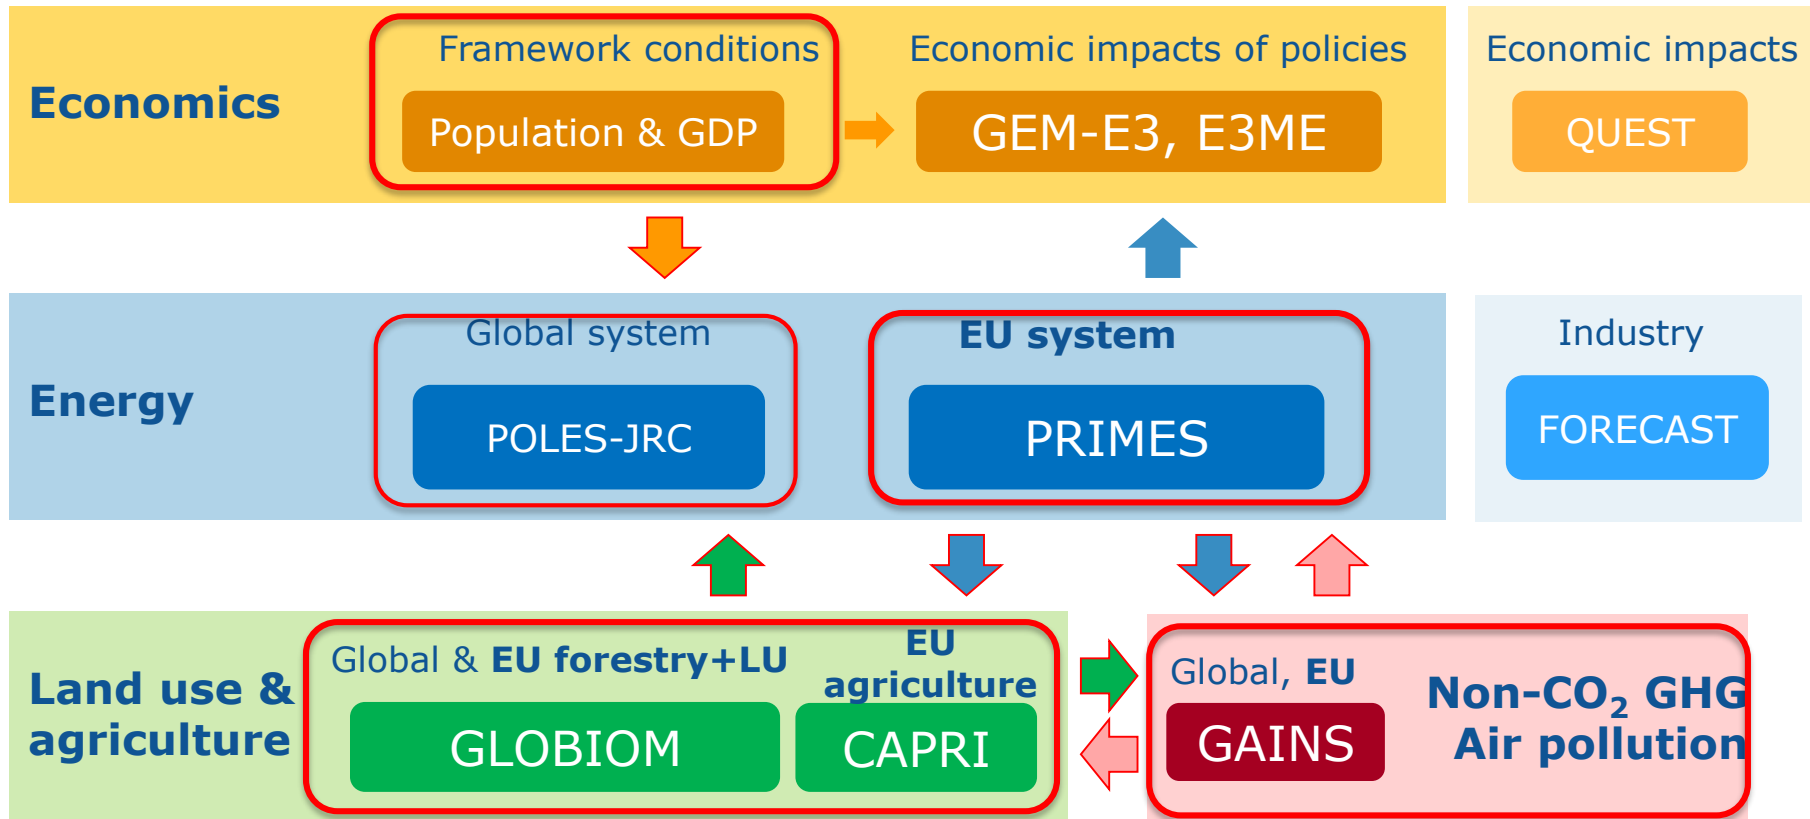 Economics
Framework conditions
Population & GDP
Economic impacts of policies
GEM-E3, E3ME
Economic impacts
QUEST
Energy
Global system
POLES-JRC
EU system
PRIMES
Industry
FORECAST
Land use &
agriculture
Global & EU forestry+LU
GLOBIOM
EU
agriculture
CAPRI
Global, EU
GAINS
Non-CO₂ GHG
Air pollution